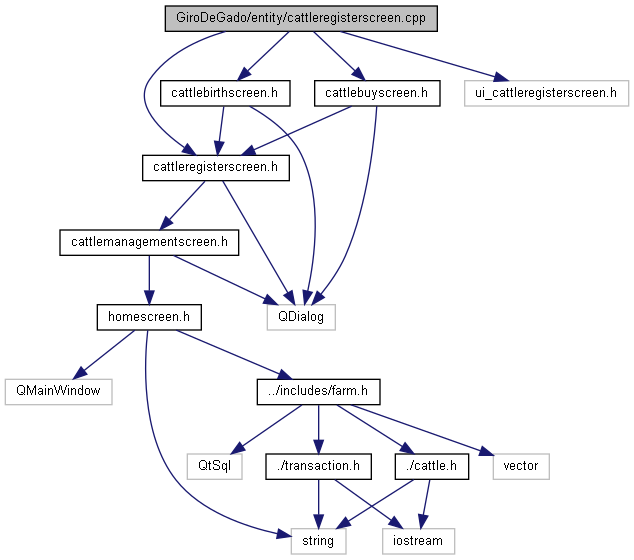 GiroDeGado/entity/cattleregisterscreen.cpp
cattlebirthscreen.h
cattlebuyscreen.h
ui_cattleregisterscreen.h
cattleregisterscreen.h
cattlemanagementscreen.h
homescreen.h
QDialog
QMainWindow
../includes/farm.h
QtSql
./transaction.h
./cattle.h
vector
string
iostream